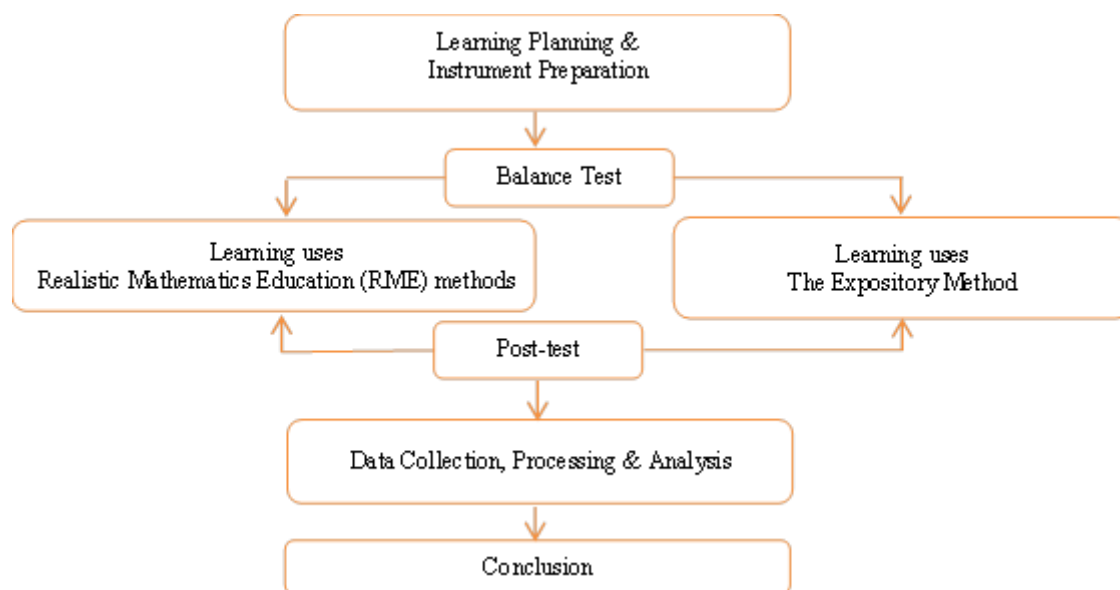 Learning Planning &
Instrument Preparation
Balance Test
Learning uses
Realistic Mathematics Education (RME) methods
Learning uses
The Expository Method
Post-test
Data Collection, Processing & Analysis
Conclusion